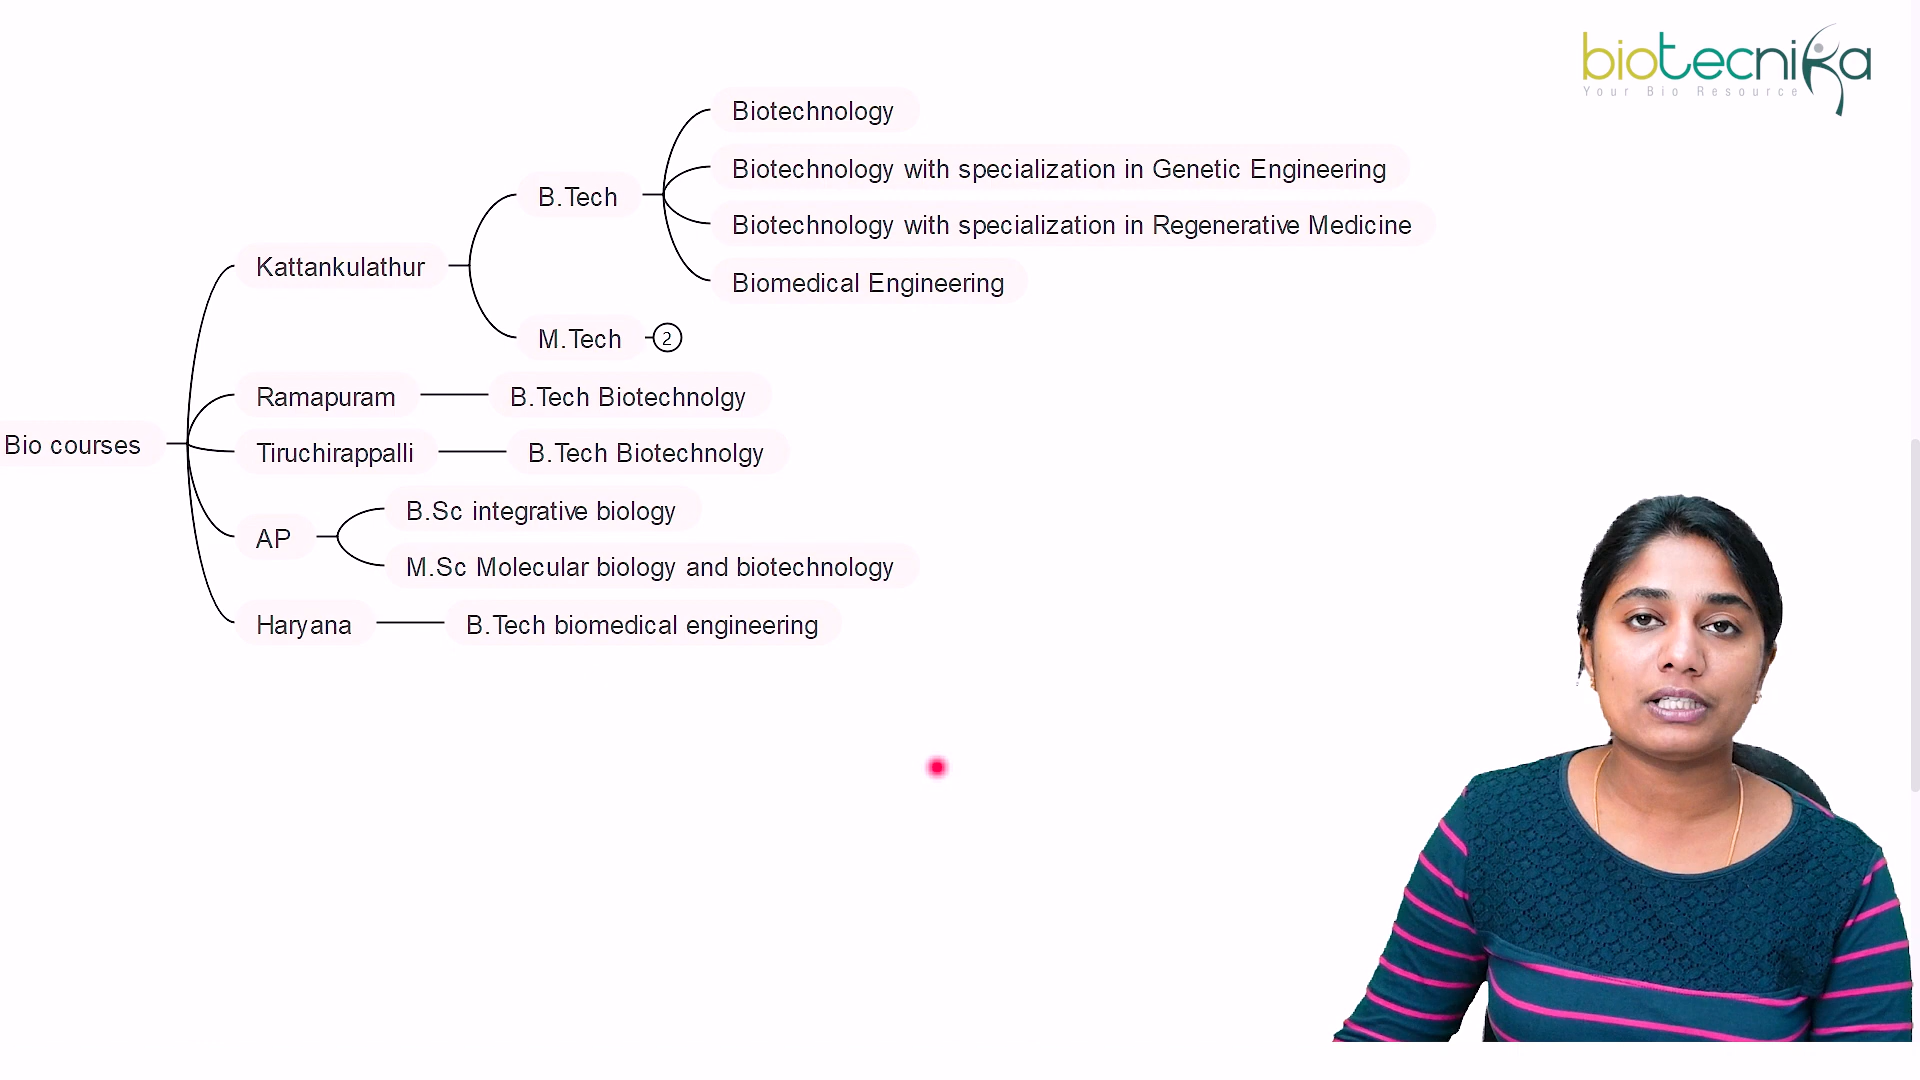 biotecnika
Your Bio Resource
Biotechnology
Biotechnology with specialization in Genetic Engineering
B.Tech
Biotechnology with specialization in Regenerative Medicine
Kattankulathur
Biomedical Engineering
M.Tech 2
Ramapuram B.Tech Biotechnolgy
Bio courses
Tiruchirappalli B.Tech Biotechnolgy
B.Sc integrative biology
AP
M.Sc Molecular biology and biotechnology
Haryana B.Tech biomedical engineering